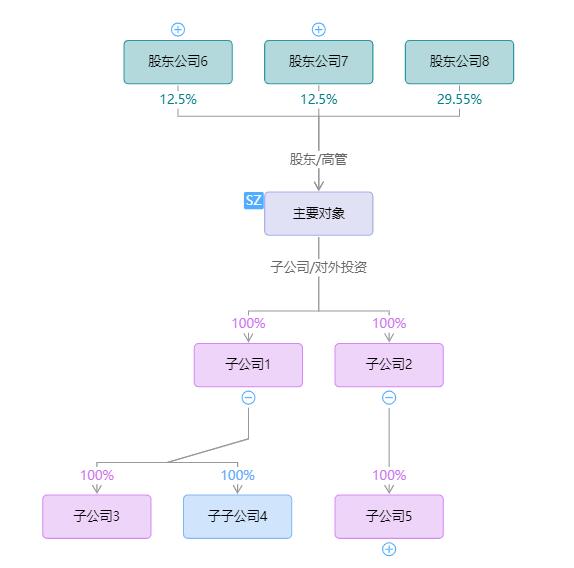 股东公司6 股东公司7 股东公司8
12.5% 12.5% 29.55%
股东/高管
SZ
主要对象
子公司/对外投资
100% 100%
子公司1 子公司2
100% 100% 100%
子公司3 子子公司4 子公司5